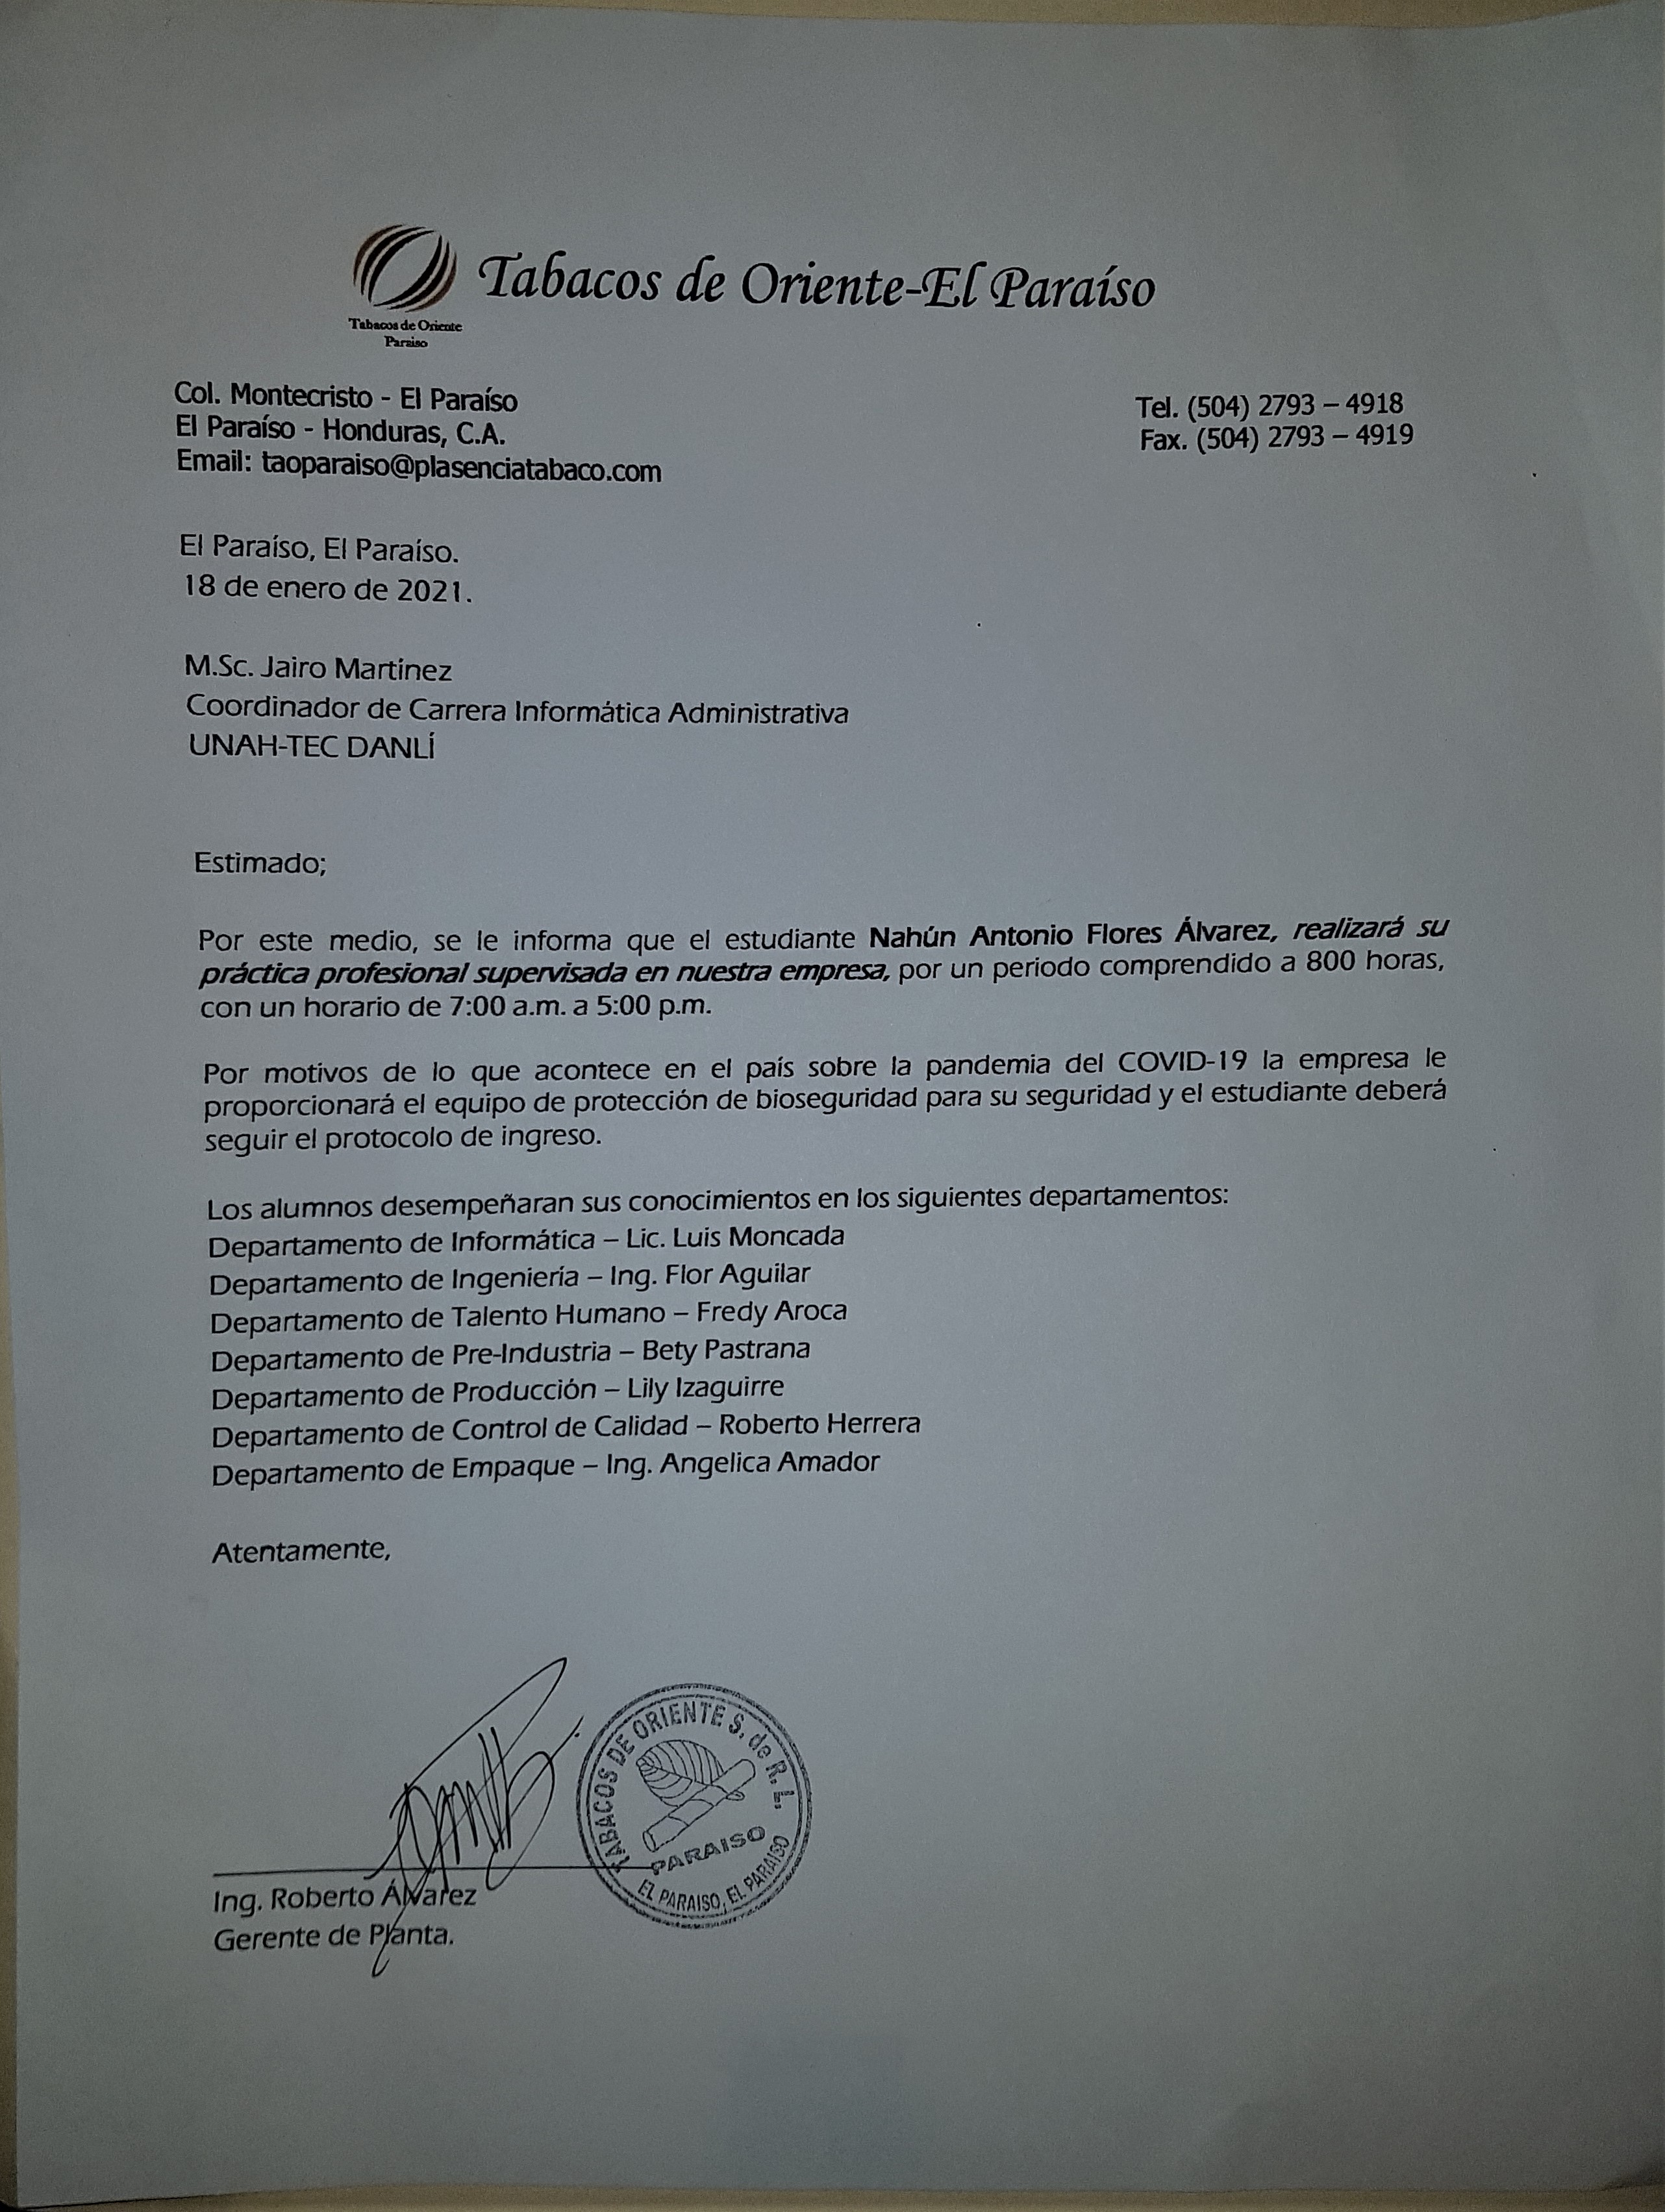 Tabacos de Oriente-El Paraíso
Tabacos de Oriente
Paraiso
Col. Montecristo - El Paraíso
El Paraíso - Honduras, C.A.
Email: taoparaiso@plasenciatabaco.com
Tel. (504) 2793 – 4918
Fax. (504) 2793 – 4919
El Paraíso, El Paraíso.
18 de enero de 2021.
M.Sc. Jairo Martínez
Coordinador de Carrera Informática Administrativa
UNAH-TEC DANLÍ
Estimado;
Por este medio, se le informa que el estudiante Nahún Antonio Flores Álvarez, realizará su
práctica profesional supervisada en nuestra empresa, por un periodo comprendido a 800 horas,
con un horario de 7:00 a.m. a 5:00 p.m.
Por motivos de lo que acontece en el país sobre la pandemia del COVID-19 la empresa le
proporcionará el equipo de protección de bioseguridad para su seguridad y el estudiante deberá
seguir el protocolo de ingreso.
Los alumnos desempeñaran sus conocimientos en los siguientes departamentos:
Departamento de Informática – Lic. Luis Moncada
Departamento de Ingeniería – Ing. Flor Aguilar
Departamento de Talento Humano – Fredy Aroca
Departamento de Pre-Industria – Bety Pastrana
Departamento de Producción – Lily Izaguirre
Departamento de Control de Calidad – Roberto Herrera
Departamento de Empaque – Ing. Angelica Amador
Atentamente,
TABACOS DE ORIENTE S. de R. L.
PARAISO
EL PARAISO, EL PARAISO
Ing. Roberto Álvarez
Gerente de Planta.